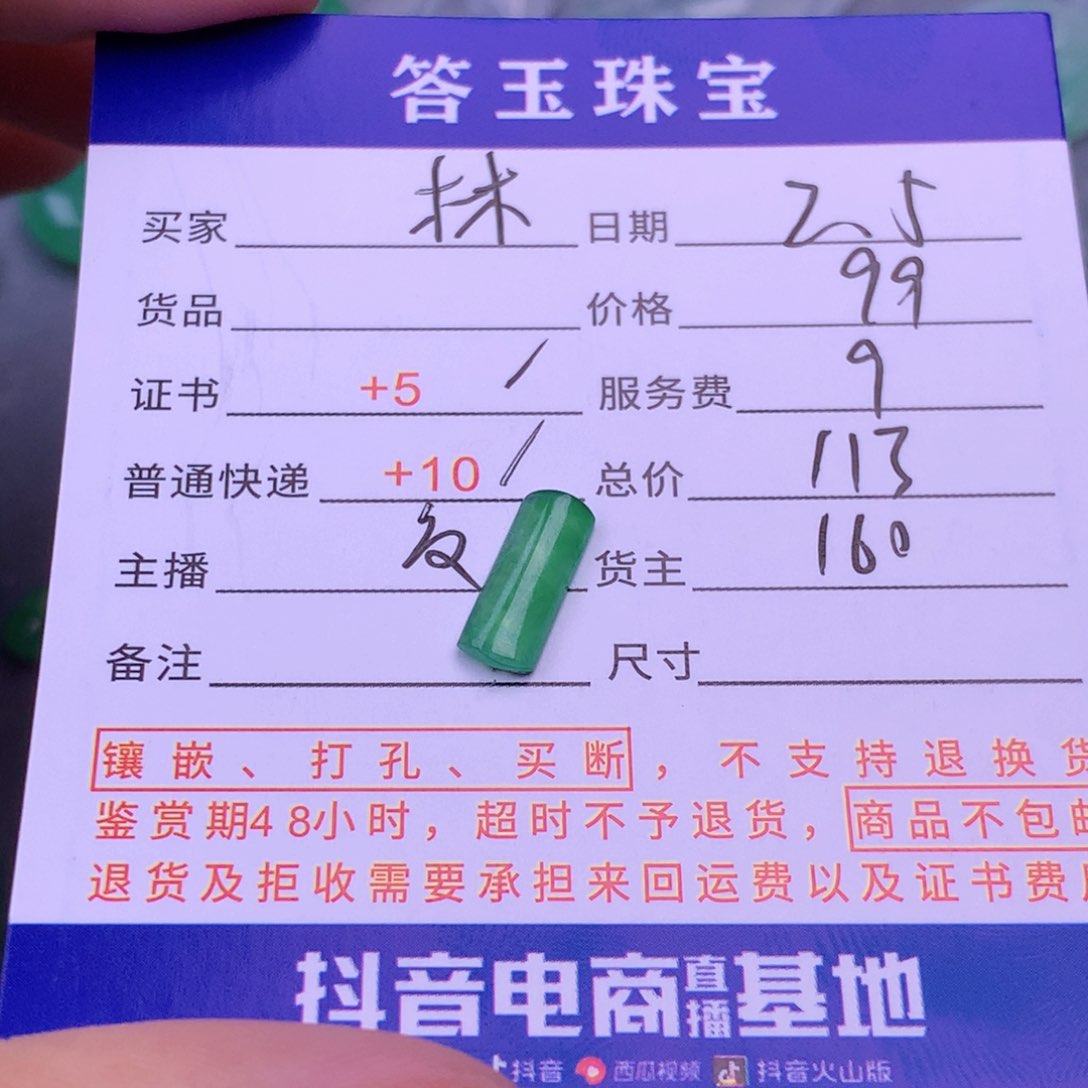 答玉珠宝
买家 林 日期 2.5
货品 价格 99
证书 +5 / 服务费 9
普通快递 +10 / 总价 113
主播 货主 160
备注 尺寸
镶嵌、打孔、买断，不支持退换货
鉴赏期48小时，超时不予退货，商品不包邮
退货及拒收需要承担来回运费以及证书费
抖音电商直播基地
抖音 西瓜视频 抖音火山版